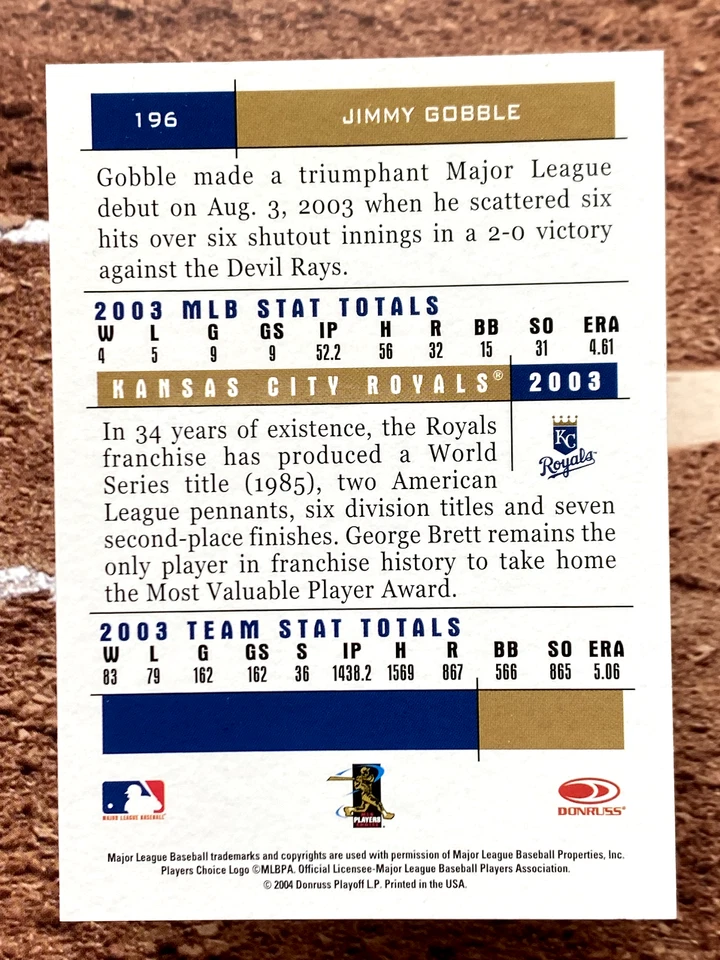 196 JIMMY GOBBLE
Gobble made a triumphant Major League
debut on Aug. 3, 2003 when he scattered six
hits over six shutout innings in a 2-0 victory
against the Devil Rays.
2003 MLB STAT TOTALS
W L G GS IP H R BB SO ERA
4 5 9 9 52.2 56 32 15 31 4.61
KANSAS CITY ROYALS® 2003
In 34 years of existence, the Royals
franchise has produced a World
Series title (1985), two American
League pennants, six division titles and seven
second-place finishes. George Brett remains the
only player in franchise history to take home
the Most Valuable Player Award.
KC
Royals
2003 TEAM STAT TOTALS
W L G GS S IP H R BB SO ERA
83 79 162 162 36 1438.2 1569 867 566 865 5.06
MAJOR LEAGUE BASEBALL
PLAYERS
CHOICE
DONRUSS®
Major League Baseball trademarks and copyrights are used with permission of Major League Baseball Properties, Inc.
Players Choice Logo ©MLBPA. Official Licensee-Major League Baseball Players Association.
© 2004 Donruss Playoff L.P. Printed in the USA.